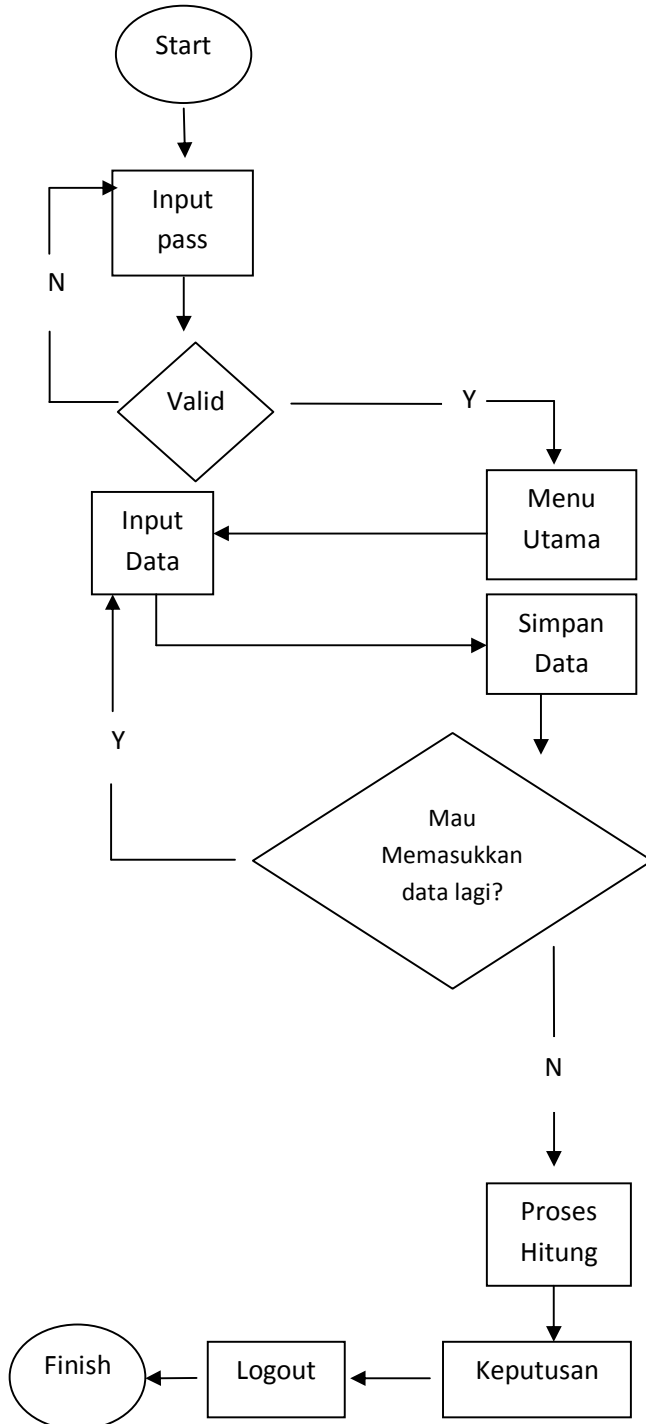 Start
Input
pass
N
Valid
Y
Menu
Utama
Input
Data
Simpan
Data
Y
Mau
Memasukkan
data lagi?
N
Proses
Hitung
Keputusan
Logout
Finish